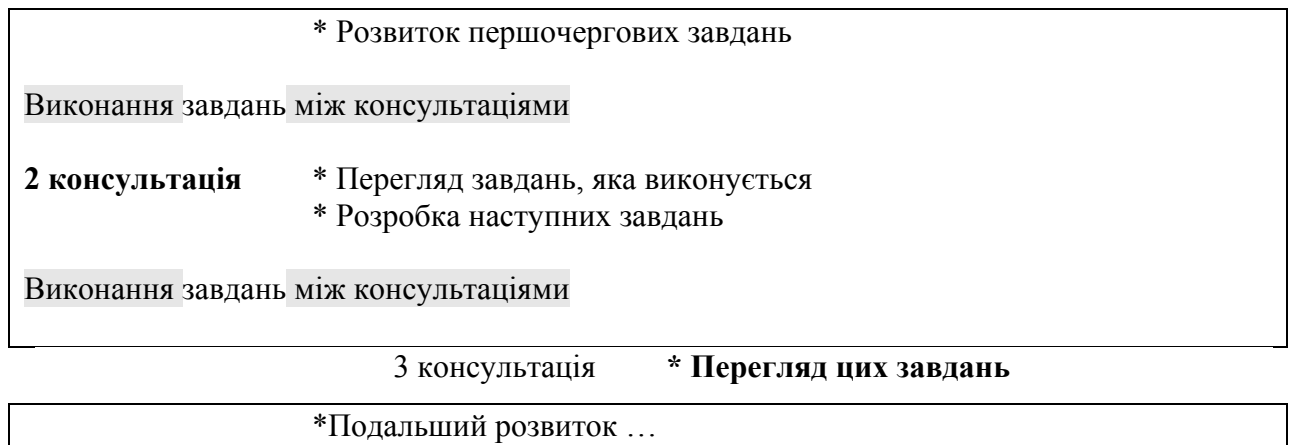 * Розвиток першочергових завдань
Виконання завдань між консультаціями
2 консультація * Перегляд завдань, яка виконується
* Розробка наступних завдань
Виконання завдань між консультаціями
3 консультація * Перегляд цих завдань
*Подальший розвиток …